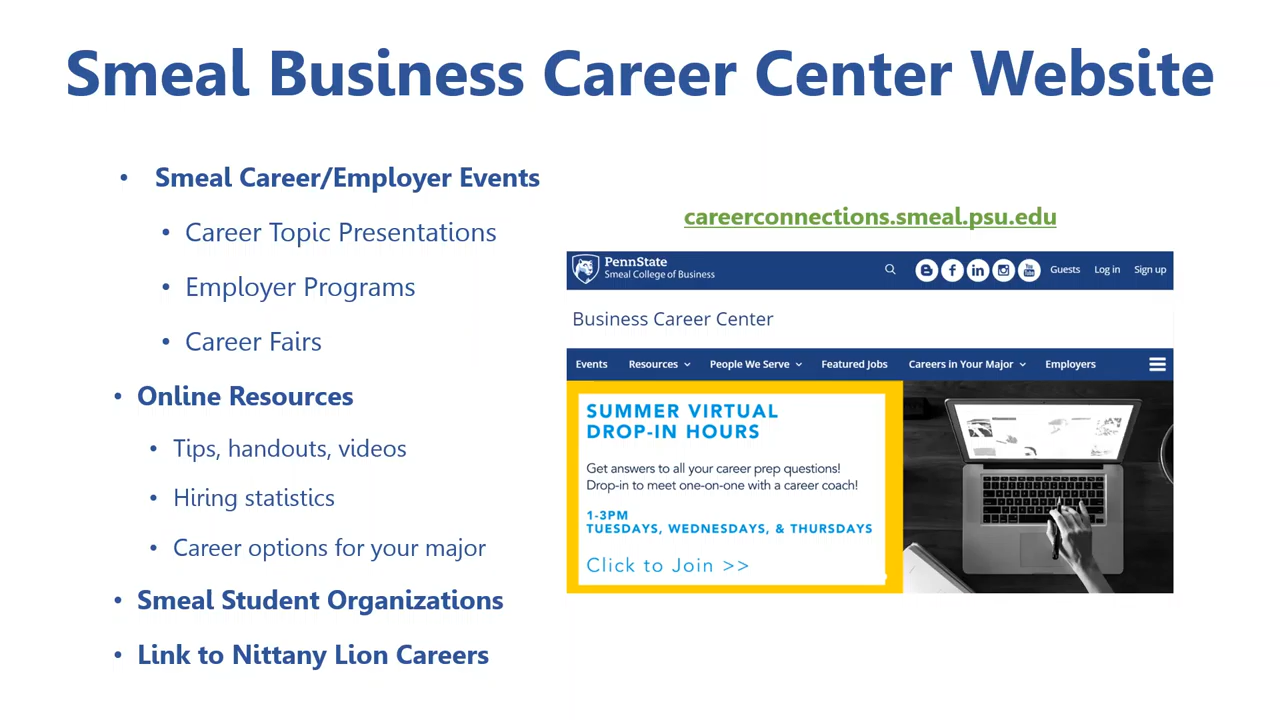 Smeal Business Career Center Website
• Smeal Career/Employer Events
• Career Topic Presentations
• Employer Programs
• Career Fairs
• Online Resources
• Tips, handouts, videos
• Hiring statistics
• Career options for your major
• Smeal Student Organizations
• Link to Nittany Lion Careers
careerconnections.smeal.psu.edu
PennState
Smeal College of Business
Guests Log in Sign up
Business Career Center
Events Resources People We Serve Featured Jobs Careers in Your Major Employers
SUMMER VIRTUAL
DROP-IN HOURS
Get answers to all your career prep questions!
Drop-in to meet one-on-one with a career coach!
1-3PM
TUESDAYS, WEDNESDAYS, & THURSDAYS
Click to Join >>